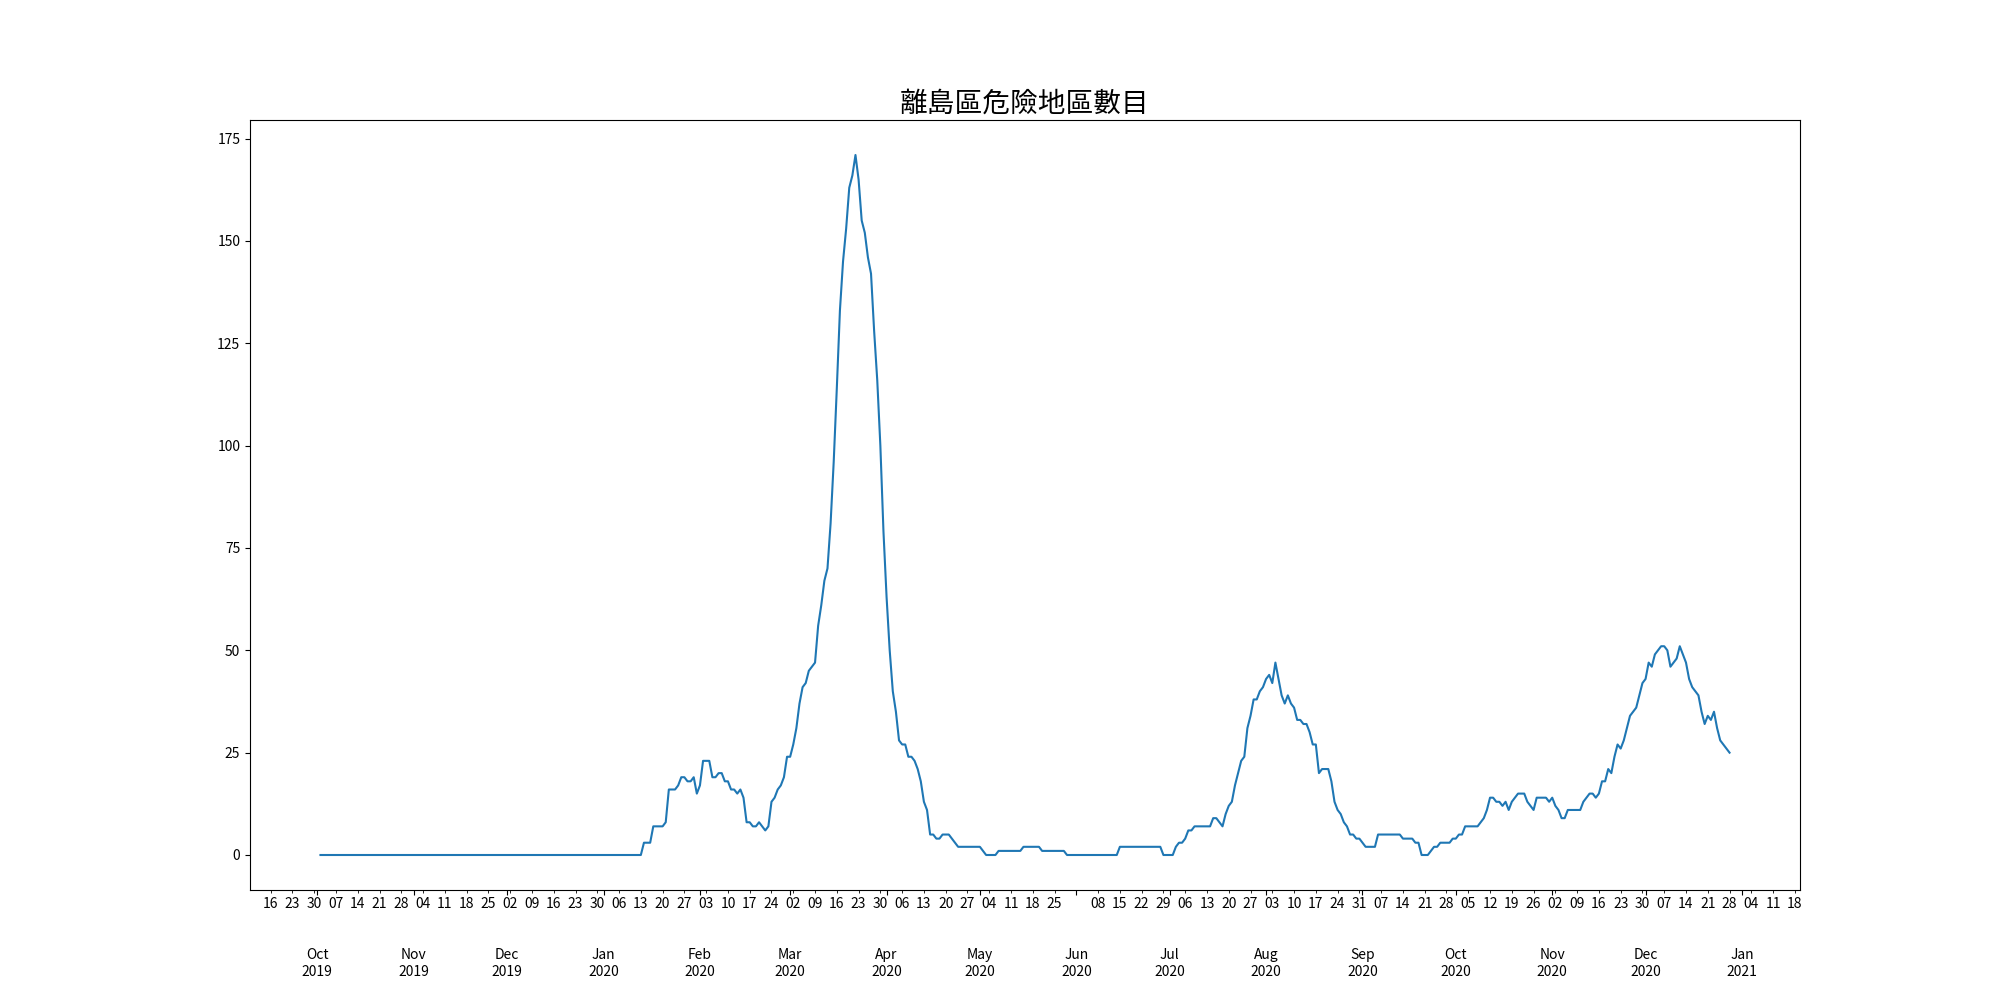 離島區危險地區數目
175
150
125
100
75
50
25
0
16 23 30 07 14 21 28 04 11 18 25 02 09 16 23 30 06 13 20 27 03 10 17 24 02 09 16 23 30 06 13 20 27 04 11 18 25 08 15 22 29 06 13 20 27 03 10 17 24 31 07 14 21 28 05 12 19 26 02 09 16 23 30 07 14 21 28 04 11 18
Oct Nov Dec Jan Feb Mar Apr May Jun Jul Aug Sep Oct Nov Dec Jan
2019 2019 2019 2020 2020 2020 2020 2020 2020 2020 2020 2020 2020 2020 2020 2021